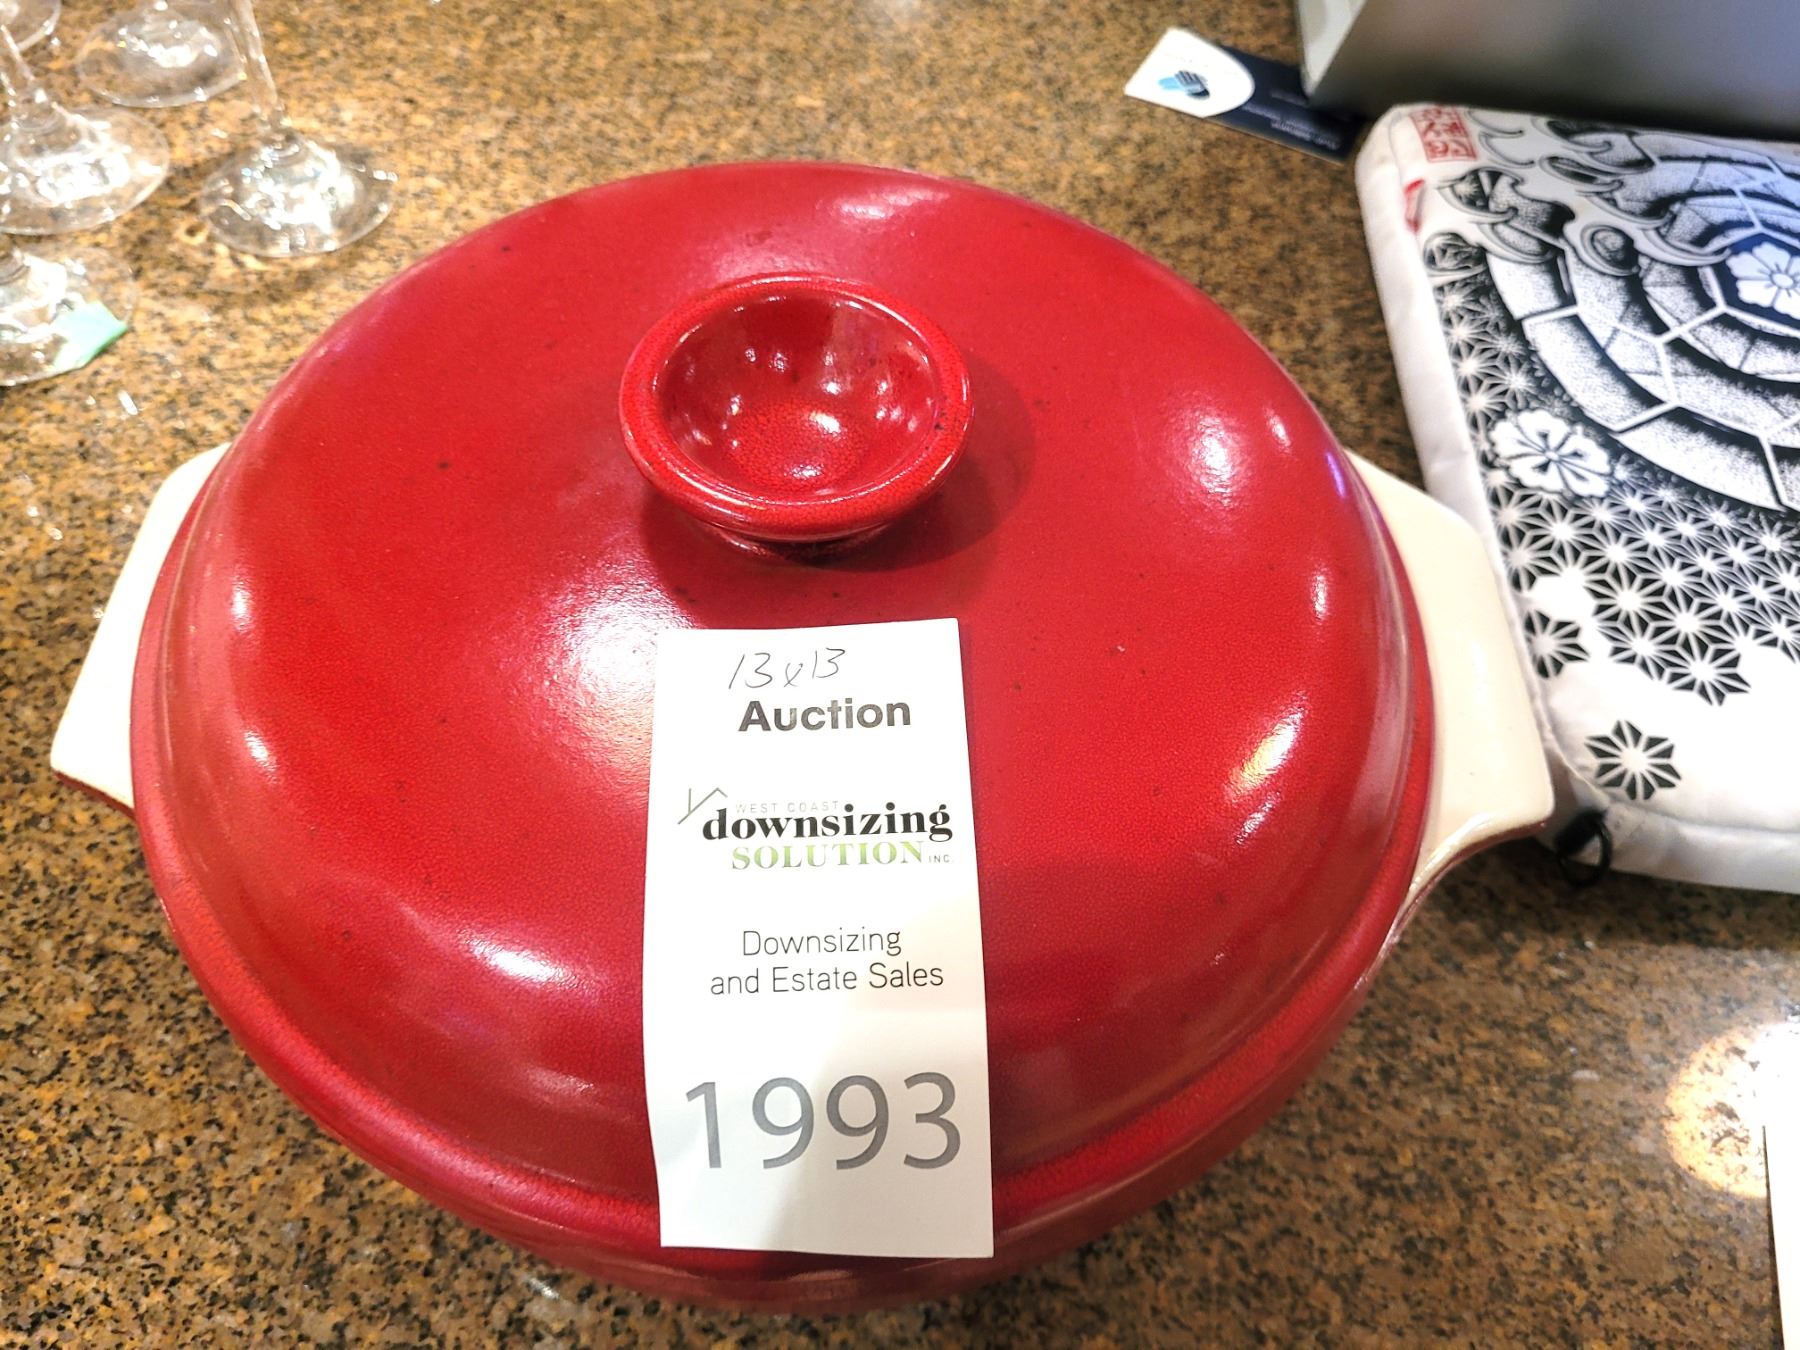 13x13
Auction
WEST COAST
downsizing
SOLUTION INC.
Downsizing
and Estate Sales
1993